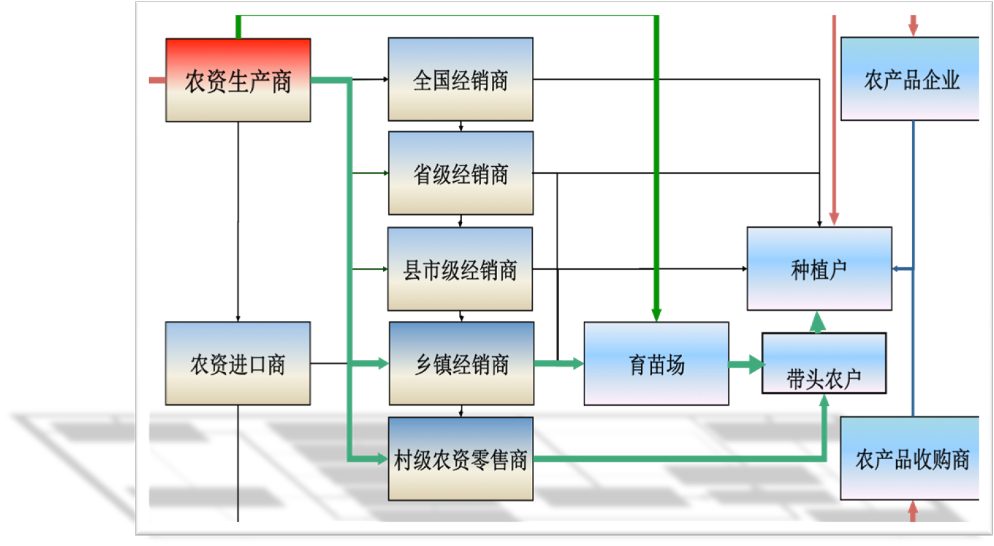 农资生产商
全国经销商
农产品企业
省级经销商
县市级经销商
种植户
农资进口商
乡镇经销商
育苗场
带头农户
村级农资零售商
农产品收购商